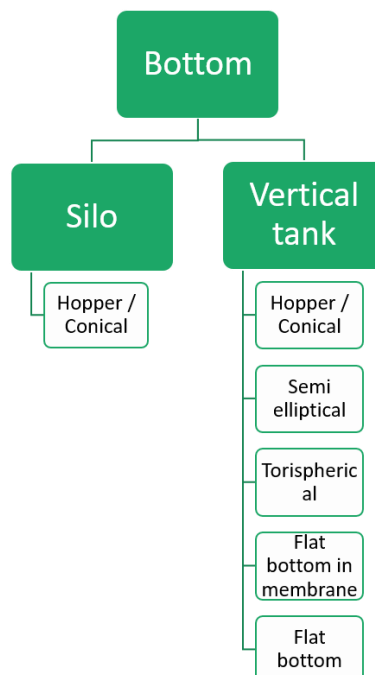 Bottom
Silo
Vertical
tank
Hopper /
Conical
Hopper /
Conical
Semi
elliptical
Torispheric
al
Flat
bottom in
membrane
Flat
bottom